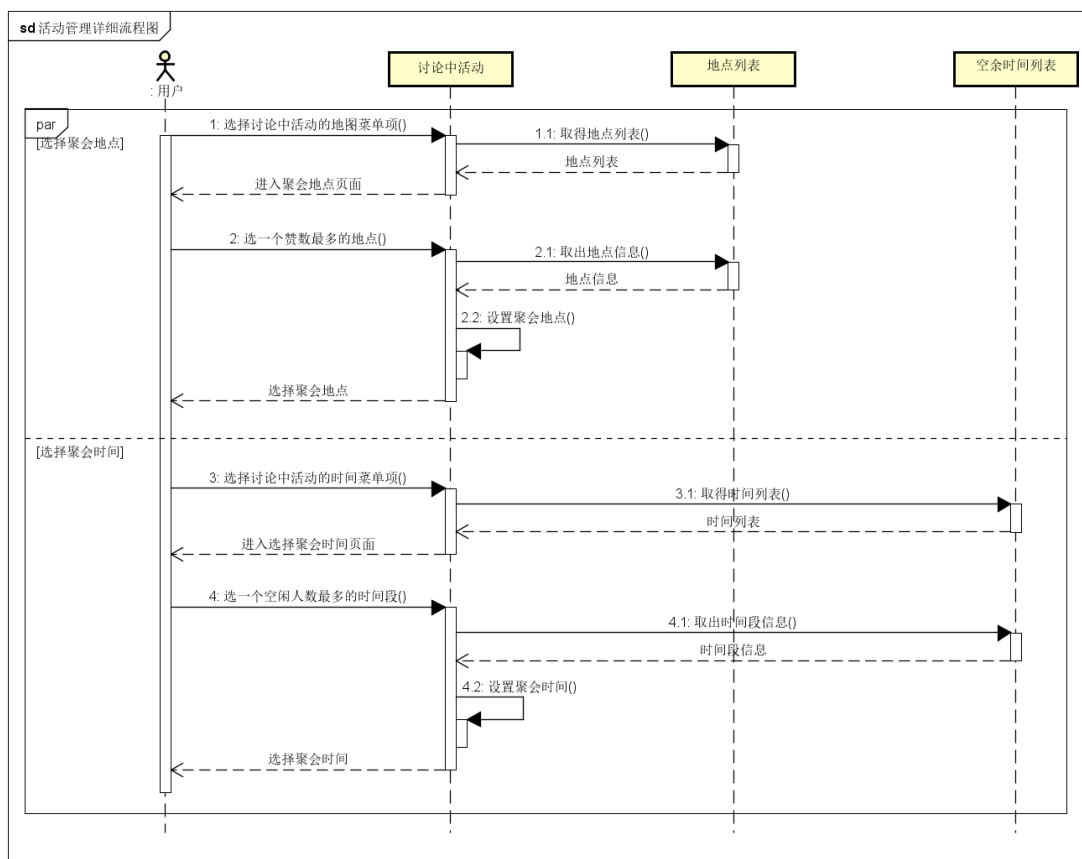 sd 活动管理详细流程图
: 用户
讨论中活动
地点列表
空余时间列表
par
[选择聚会地点]
1: 选择讨论中活动的地图菜单项()
1.1: 取得地点列表()
地点列表
进入聚会地点页面
2: 选一个赞数最多的地点()
2.1: 取出地点信息()
地点信息
2.2: 设置聚会地点()
选择聚会地点
[选择聚会时间]
3: 选择讨论中活动的时间菜单项()
3.1: 取得时间列表()
时间列表
进入选择聚会时间页面
4: 选一个空闲人数最多的时间段()
4.1: 取出时间段信息()
时间段信息
4.2: 设置聚会时间()
选择聚会时间